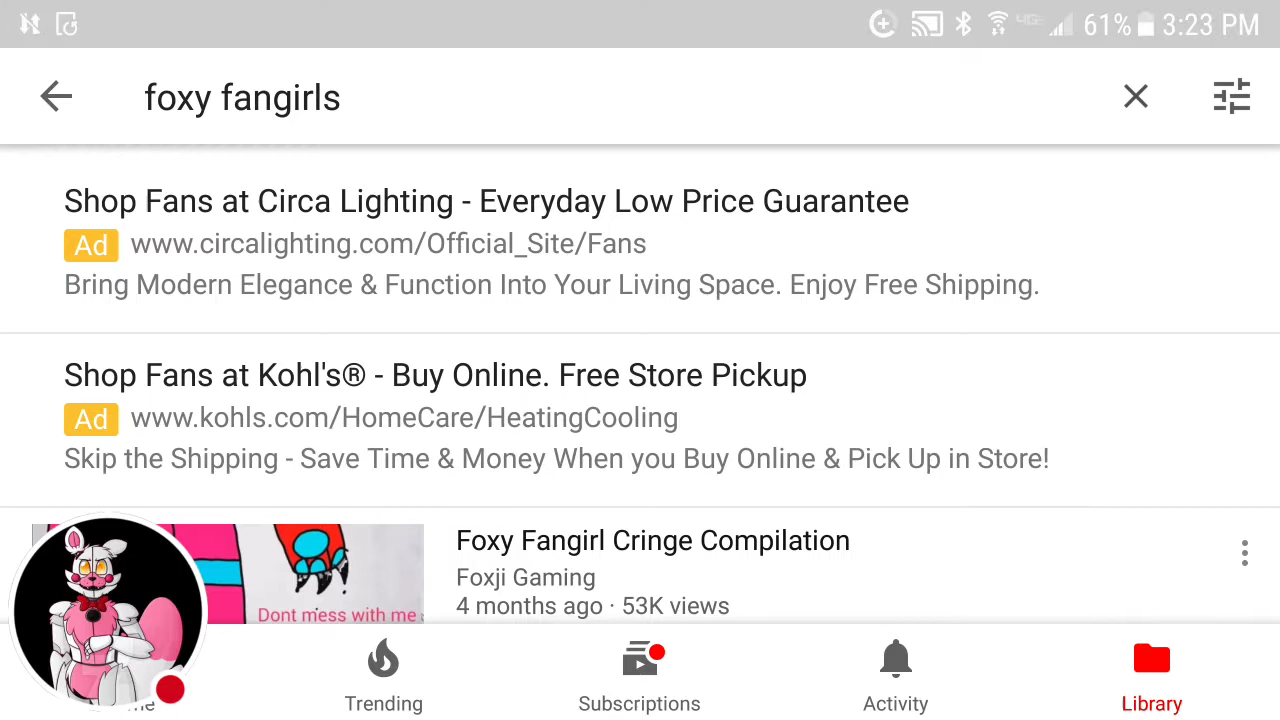 61% 3:23 PM
foxy fangirls
Shop Fans at Circa Lighting - Everyday Low Price Guarantee
Ad www.circalighting.com/Official_Site/Fans
Bring Modern Elegance & Function Into Your Living Space. Enjoy Free Shipping.
Shop Fans at Kohl's® - Buy Online. Free Store Pickup
Ad www.kohls.com/HomeCare/HeatingCooling
Skip the Shipping - Save Time & Money When you Buy Online & Pick Up in Store!
Foxy Fangirl Cringe Compilation
Foxji Gaming
4 months ago · 53K views
Dont mess with me
Trending Subscriptions Activity Library